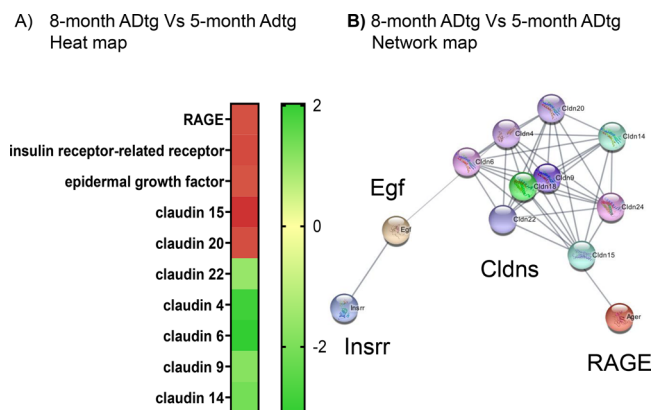 A) 8-month ADtg Vs 5-month Adtg
Heat map
B) 8-month ADtg Vs 5-month ADtg
Network map
RAGE
insulin receptor-related receptor
epidermal growth factor
claudin 15
claudin 20
claudin 22
claudin 4
claudin 6
claudin 9
claudin 14
2
0
-2
Cldn20
Cldn4
Cldn14
Cldn6
Cldn9
Cldn18
Cldn24
Cldn22
Egf
Egf
Cldn15
Cldns
Insrr
Insrr
Ager
RAGE